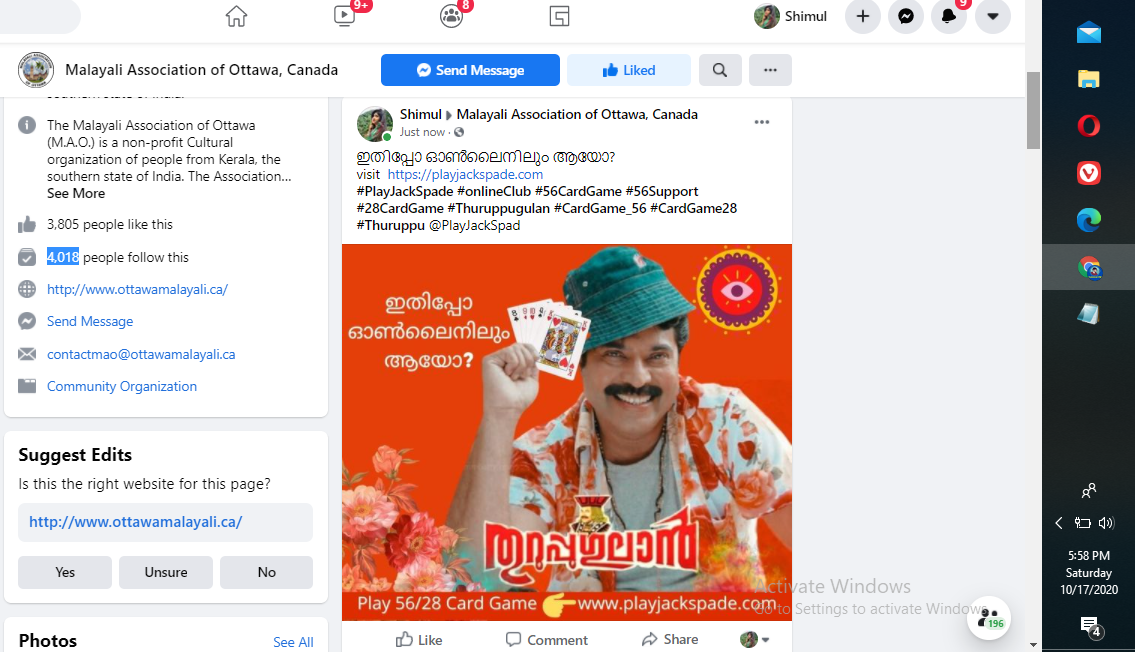 9+
8
Shimul
9
Malayali Association of Ottawa, Canada
Send Message
Liked
southern state of India.
The Malayali Association of Ottawa
(M.A.O.) is a non-profit Cultural
organization of people from Kerala, the
southern state of India. The Association...
See More
3,805 people like this
4,018 people follow this
http://www.ottawamalayali.ca/
Send Message
contactmao@ottawamalayali.ca
Community Organization
Suggest Edits
Is this the right website for this page?
http://www.ottawamalayali.ca/
Yes
Unsure
No
Photos
See All
Shimul Malayali Association of Ottawa, Canada
Just now
ഇതിപ്പോ ഓൺലൈനിലും ആയോ?
visit https://playjackspade.com
#PlayJackSpade #onlineClub #56CardGame #56Support
#28CardGame #Thuruppugulan #CardGame_56 #CardGame28
#Thuruppu @PlayJackSpad
ഇതിപ്പോ
ഓൺലൈനിലും
ആയോ?
തുറുപ്പുഗുലാൻ
Play 56/28 Card Game www.playjackspade.com
Like
Comment
Share
Activate Windows
Go to Settings to activate Windows.
196
5:58 PM
Saturday
10/17/2020
4